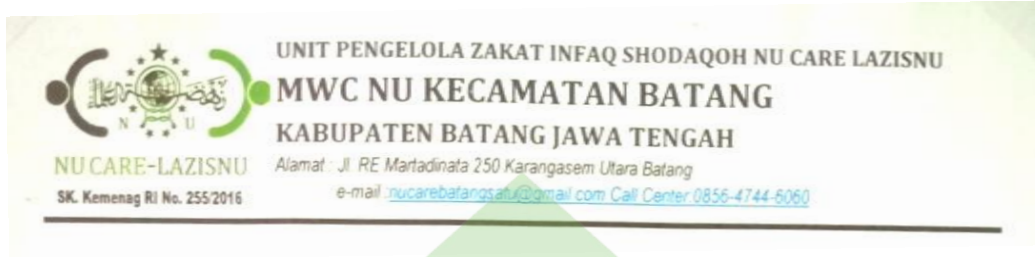 UNIT PENGELOLA ZAKAT INFAQ SHODAQOH NU CARE LAZISNU
MWC NU KECAMATAN BATANG
KABUPATEN BATANG JAWA TENGAH
Alamat : Jl. RE Martadinata 250 Karangasem Utara Batang
e-mail :nucarebatangsatu@gmail.com Call Center 0856-4744-6060
N U
NU CARE-LAZISNU
SK. Kemenag RI No. 255/2016